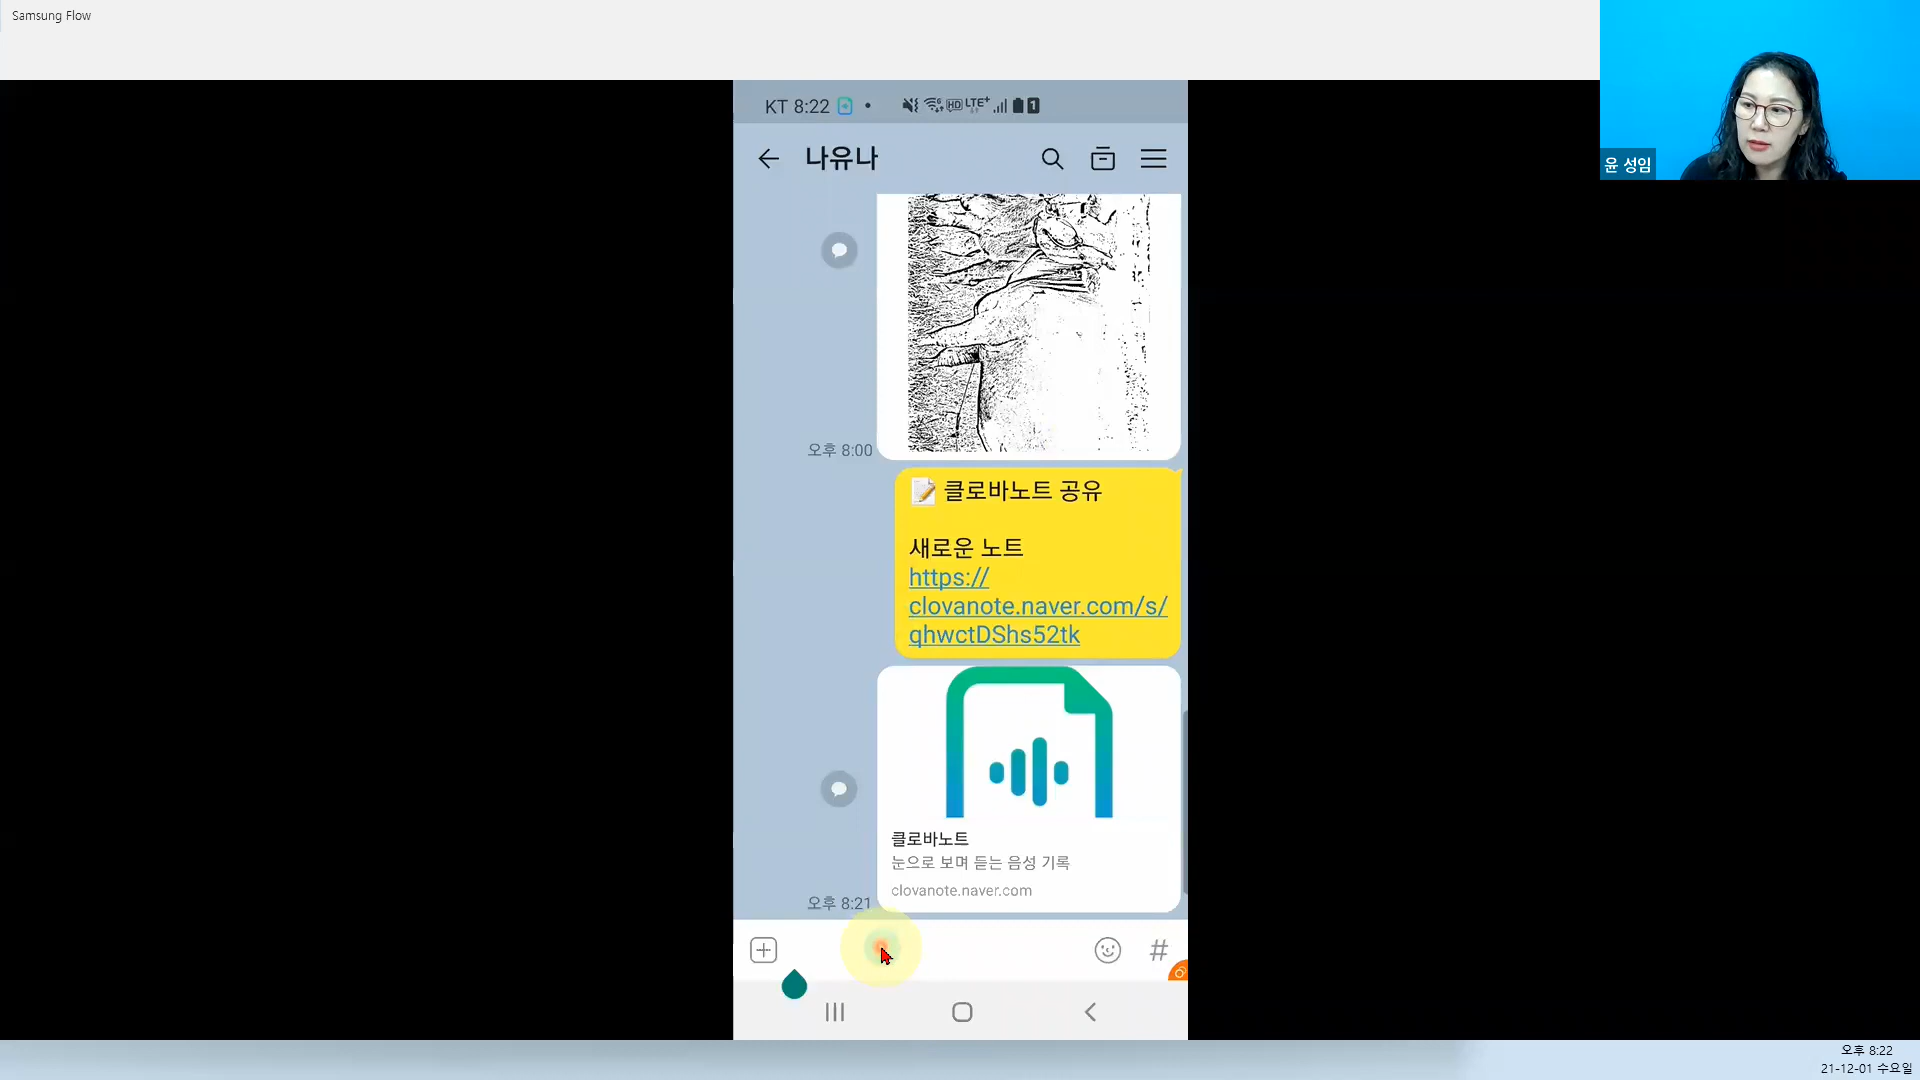 Samsung Flow
윤 성임
KT 8:22
HD LTE+ 1
나유나
오후 8:00
클로바노트 공유
새로운 노트
https://
clovanote.naver.com/s/
qhwctDShs52tk
클로바노트
눈으로 보며 듣는 음성 기록
clovanote.naver.com
오후 8:21
#
오후 8:22
21-12-01 수요일